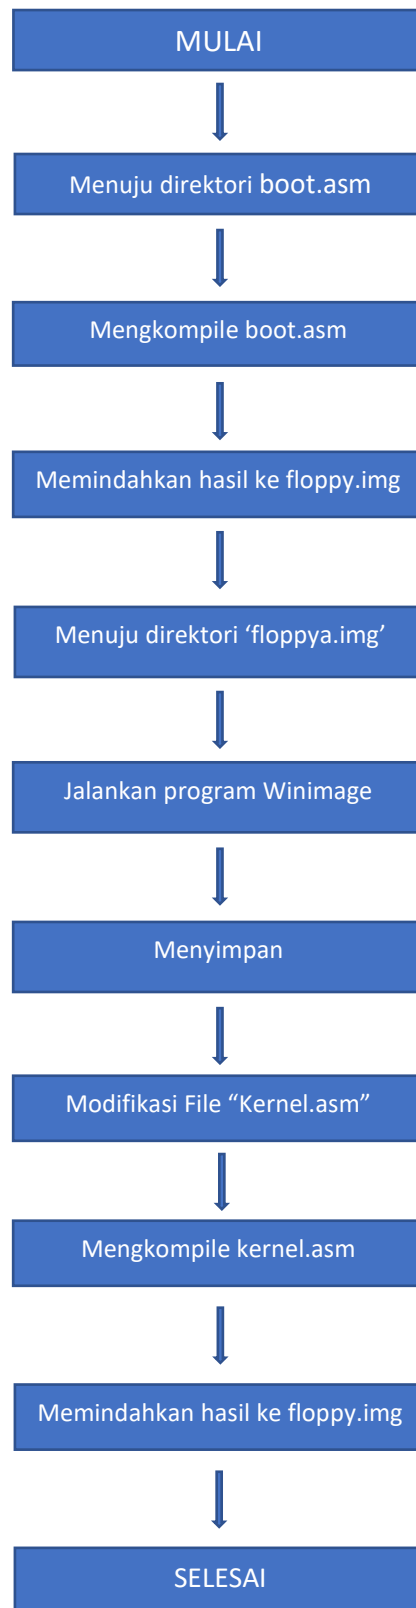 MULAI
Menuju direktori boot.asm
Mengkompile boot.asm
Memindahkan hasil ke floppy.img
Menuju direktori ‘floppya.img’
Jalankan program Winimage
Menyimpan
Modifikasi File “Kernel.asm”
Mengkompile kernel.asm
Memindahkan hasil ke floppy.img
SELESAI